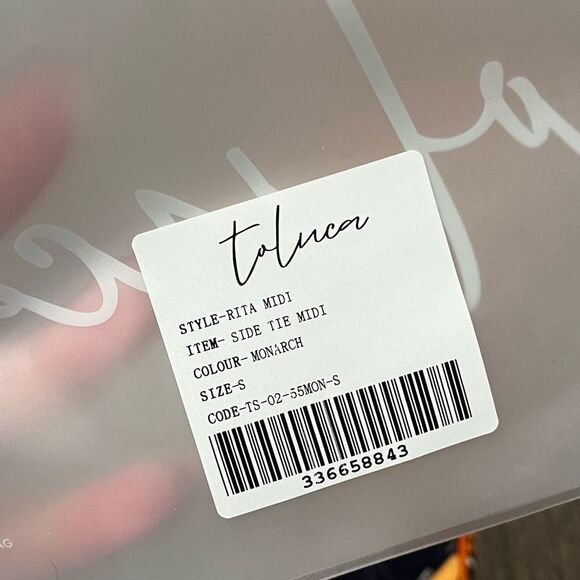 toluca
STYLE-RITA MIDI
ITEM- SIDE TIE MIDI
COLOUR-MONARCH
SIZE-S
CODE-TS-02-55MON-S
336658843